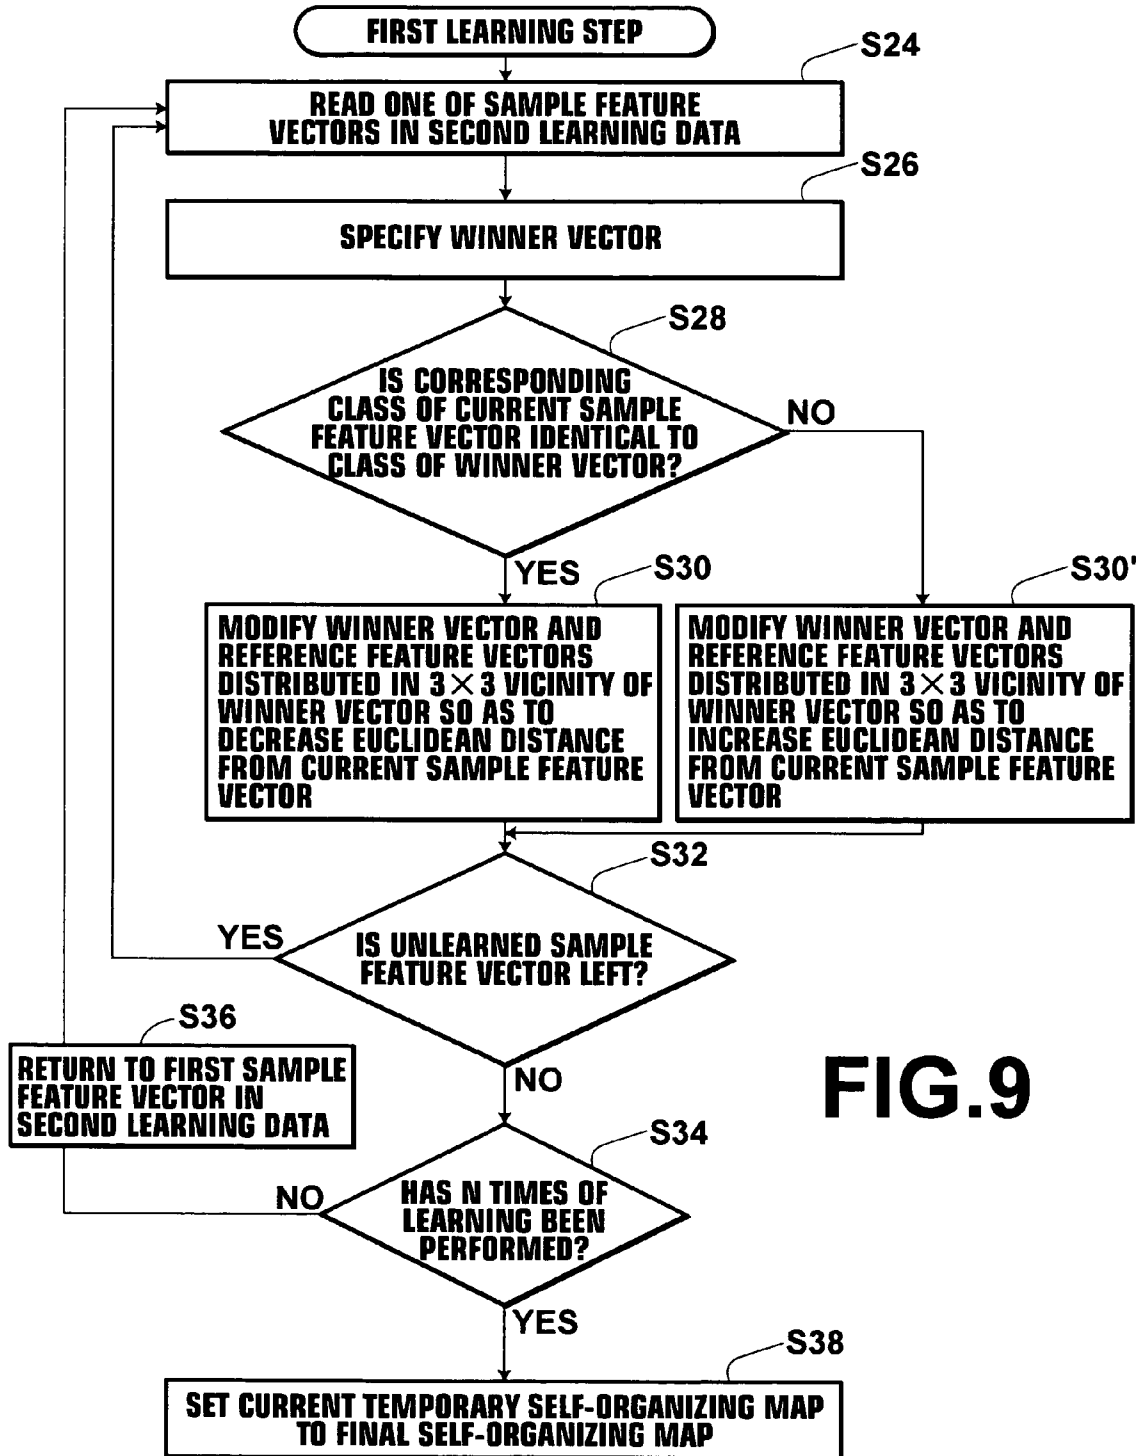 FIRST LEARNING STEP
S24
READ ONE OF SAMPLE FEATURE
VECTORS IN SECOND LEARNING DATA
S26
SPECIFY WINNER VECTOR
S28
IS CORRESPONDING
CLASS OF CURRENT SAMPLE
FEATURE VECTOR IDENTICAL TO
CLASS OF WINNER VECTOR?
NO
YES
S30
MODIFY WINNER VECTOR AND
REFERENCE FEATURE VECTORS
DISTRIBUTED IN 3×3 VICINITY OF
WINNER VECTOR SO AS TO
DECREASE EUCLIDEAN DISTANCE
FROM CURRENT SAMPLE FEATURE
VECTOR
S30'
MODIFY WINNER VECTOR AND
REFERENCE FEATURE VECTORS
DISTRIBUTED IN 3×3 VICINITY OF
WINNER VECTOR SO AS TO
INCREASE EUCLIDEAN DISTANCE
FROM CURRENT SAMPLE FEATURE
VECTOR
S32
IS UNLEARNED SAMPLE
FEATURE VECTOR LEFT?
YES
NO
S36
RETURN TO FIRST SAMPLE
FEATURE VECTOR IN
SECOND LEARNING DATA
FIG.9
S34
HAS N TIMES OF
LEARNING BEEN
PERFORMED?
NO
YES
S38
SET CURRENT TEMPORARY SELF-ORGANIZING MAP
TO FINAL SELF-ORGANIZING MAP